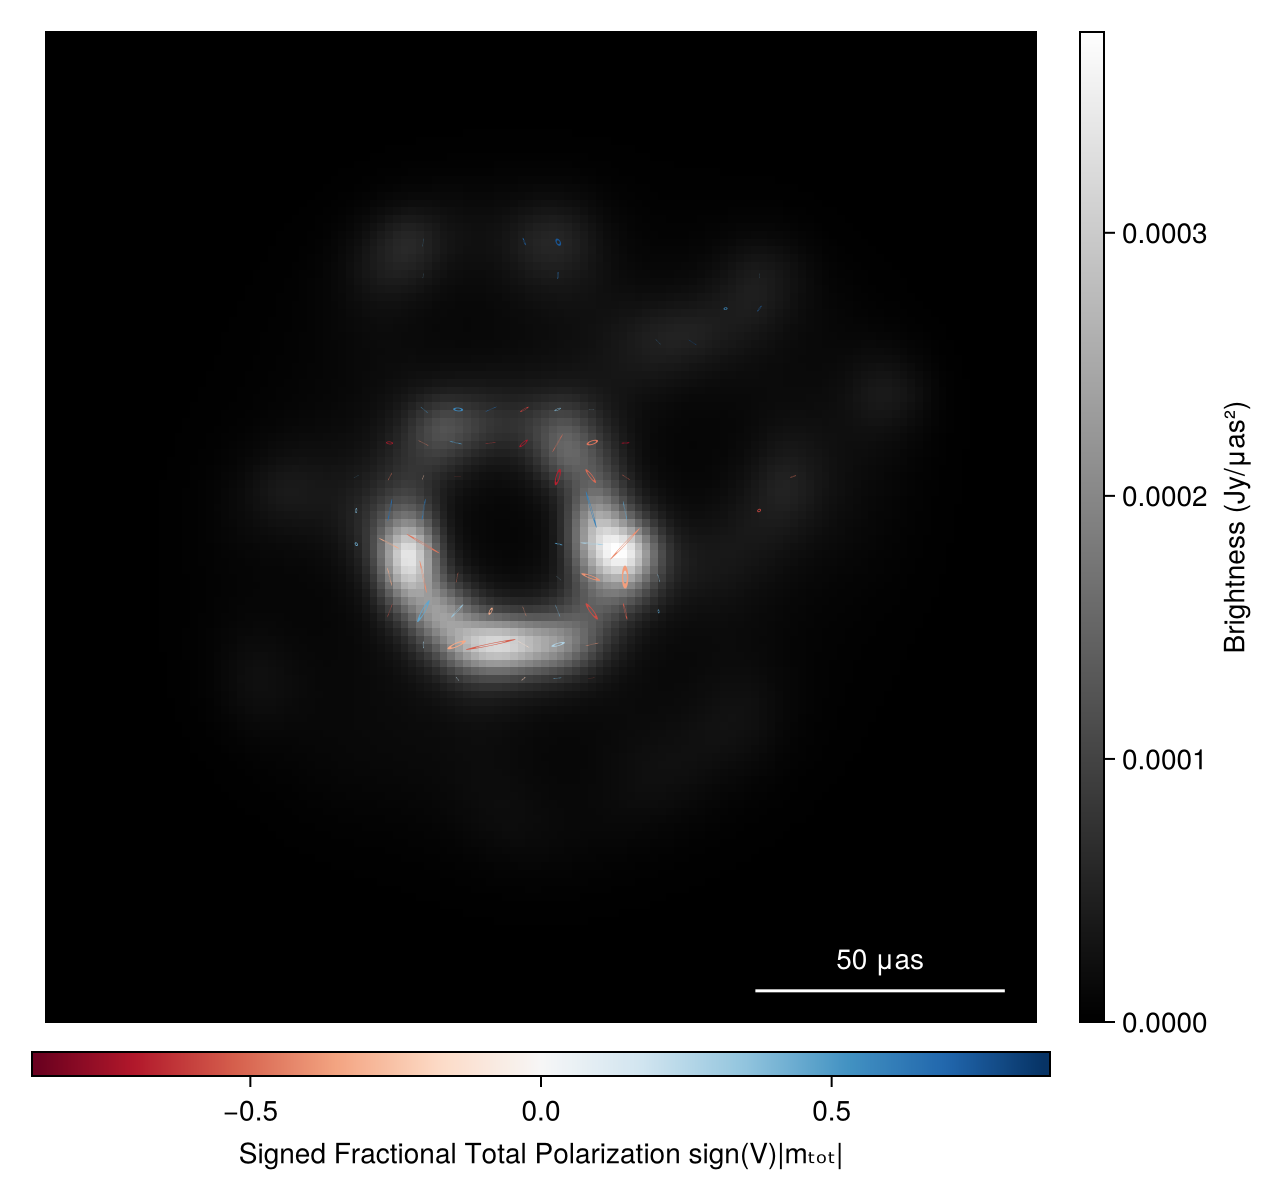 50 μas
0.0003
0.0002
0.0001
0.0000
Brightness (Jy/μas²)
−0.5 0.0 0.5
Signed Fractional Total Polarization sign(V)|mₜₒₜ|